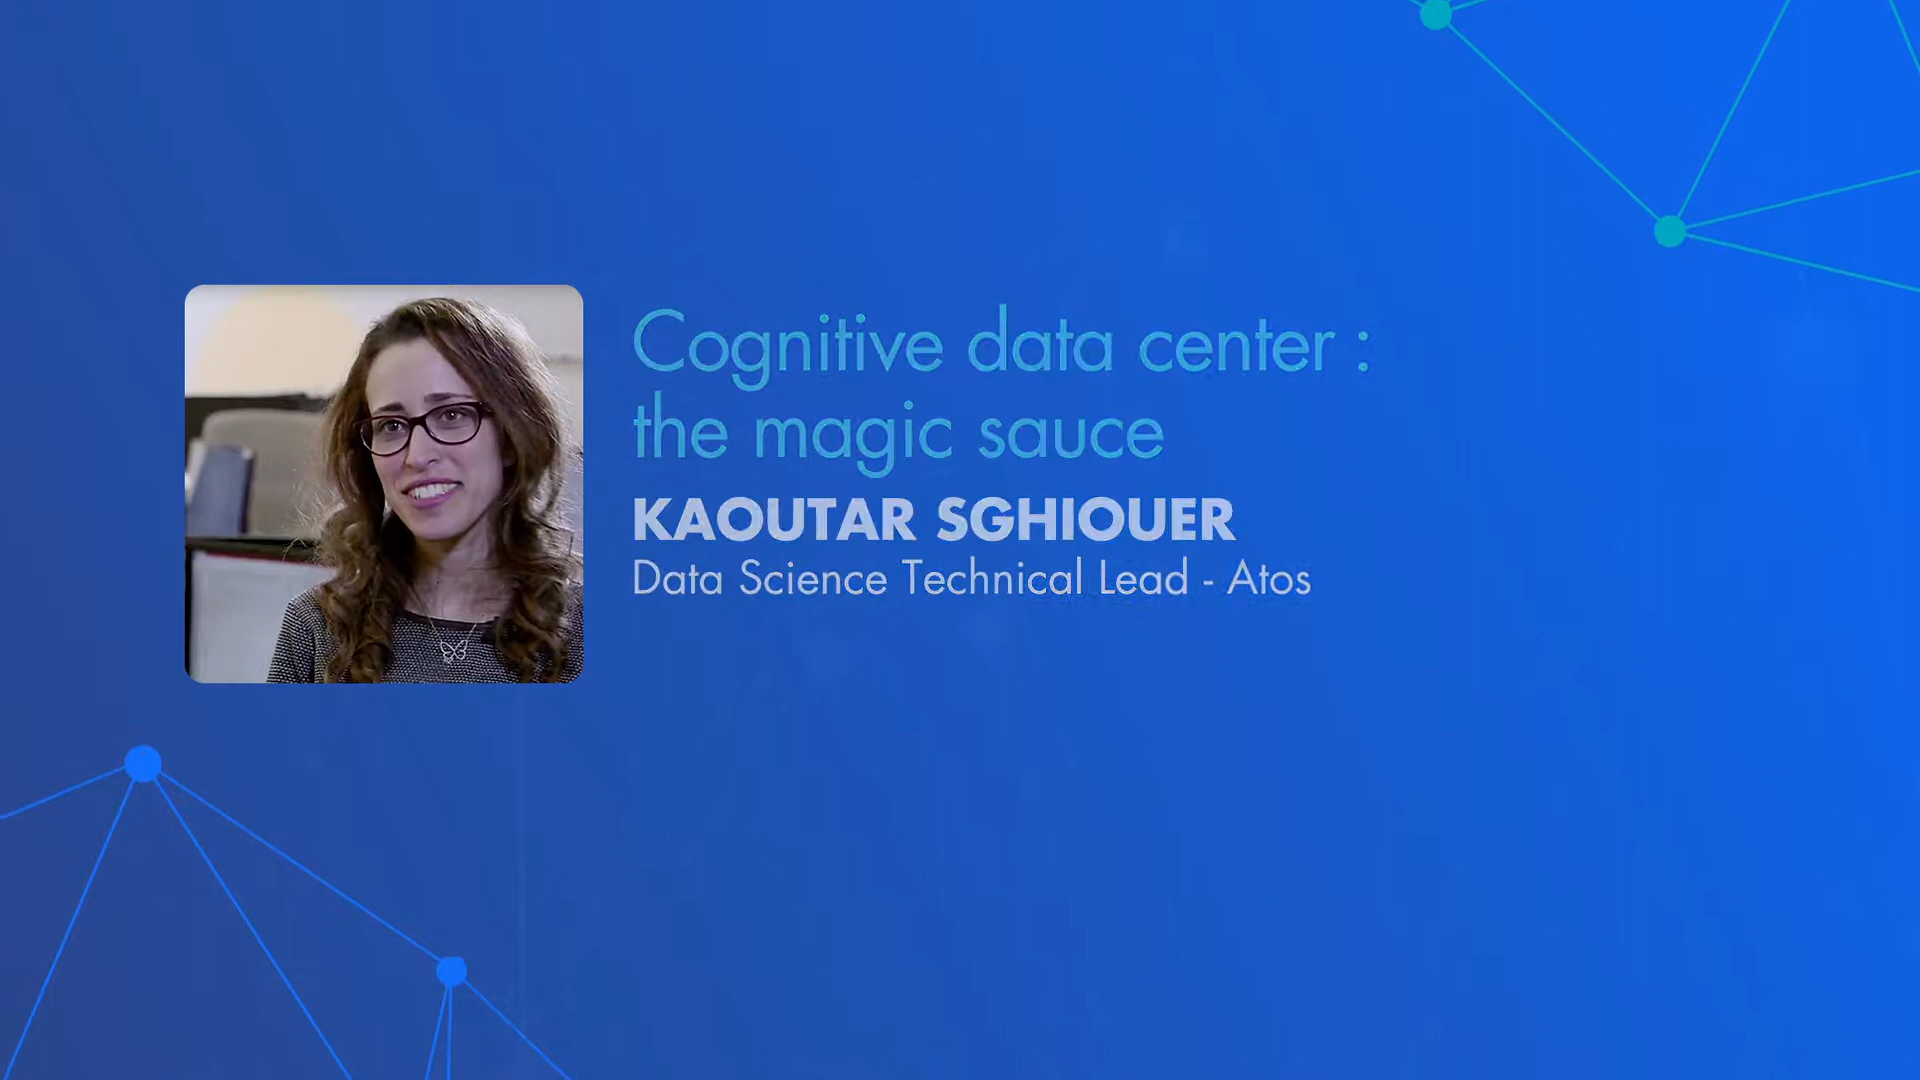 Cognitive data center :
the magic sauce
KAOUTAR SGHIOUER
Data Science Technical Lead - Atos